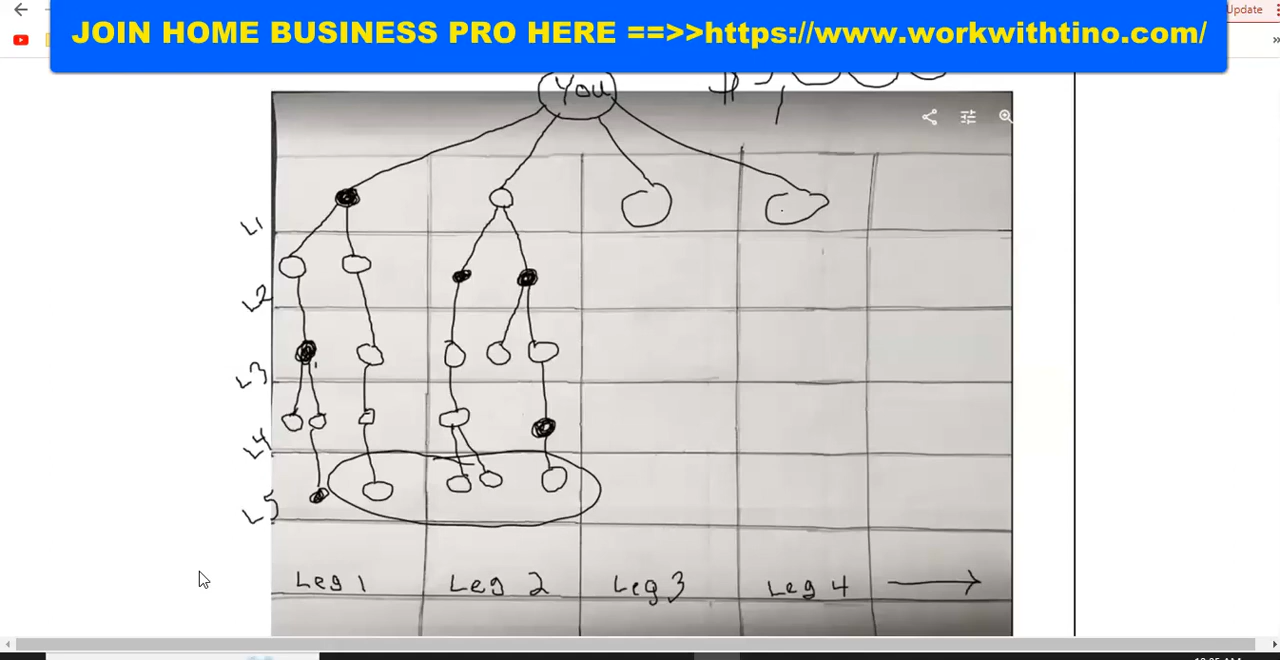 Update
JOIN HOME BUSINESS PRO HERE ==>>https://www.workwithtino.com/
You
L1
L2
L3
L4
L5
Leg 1
Leg 2
Leg 3
Leg 4